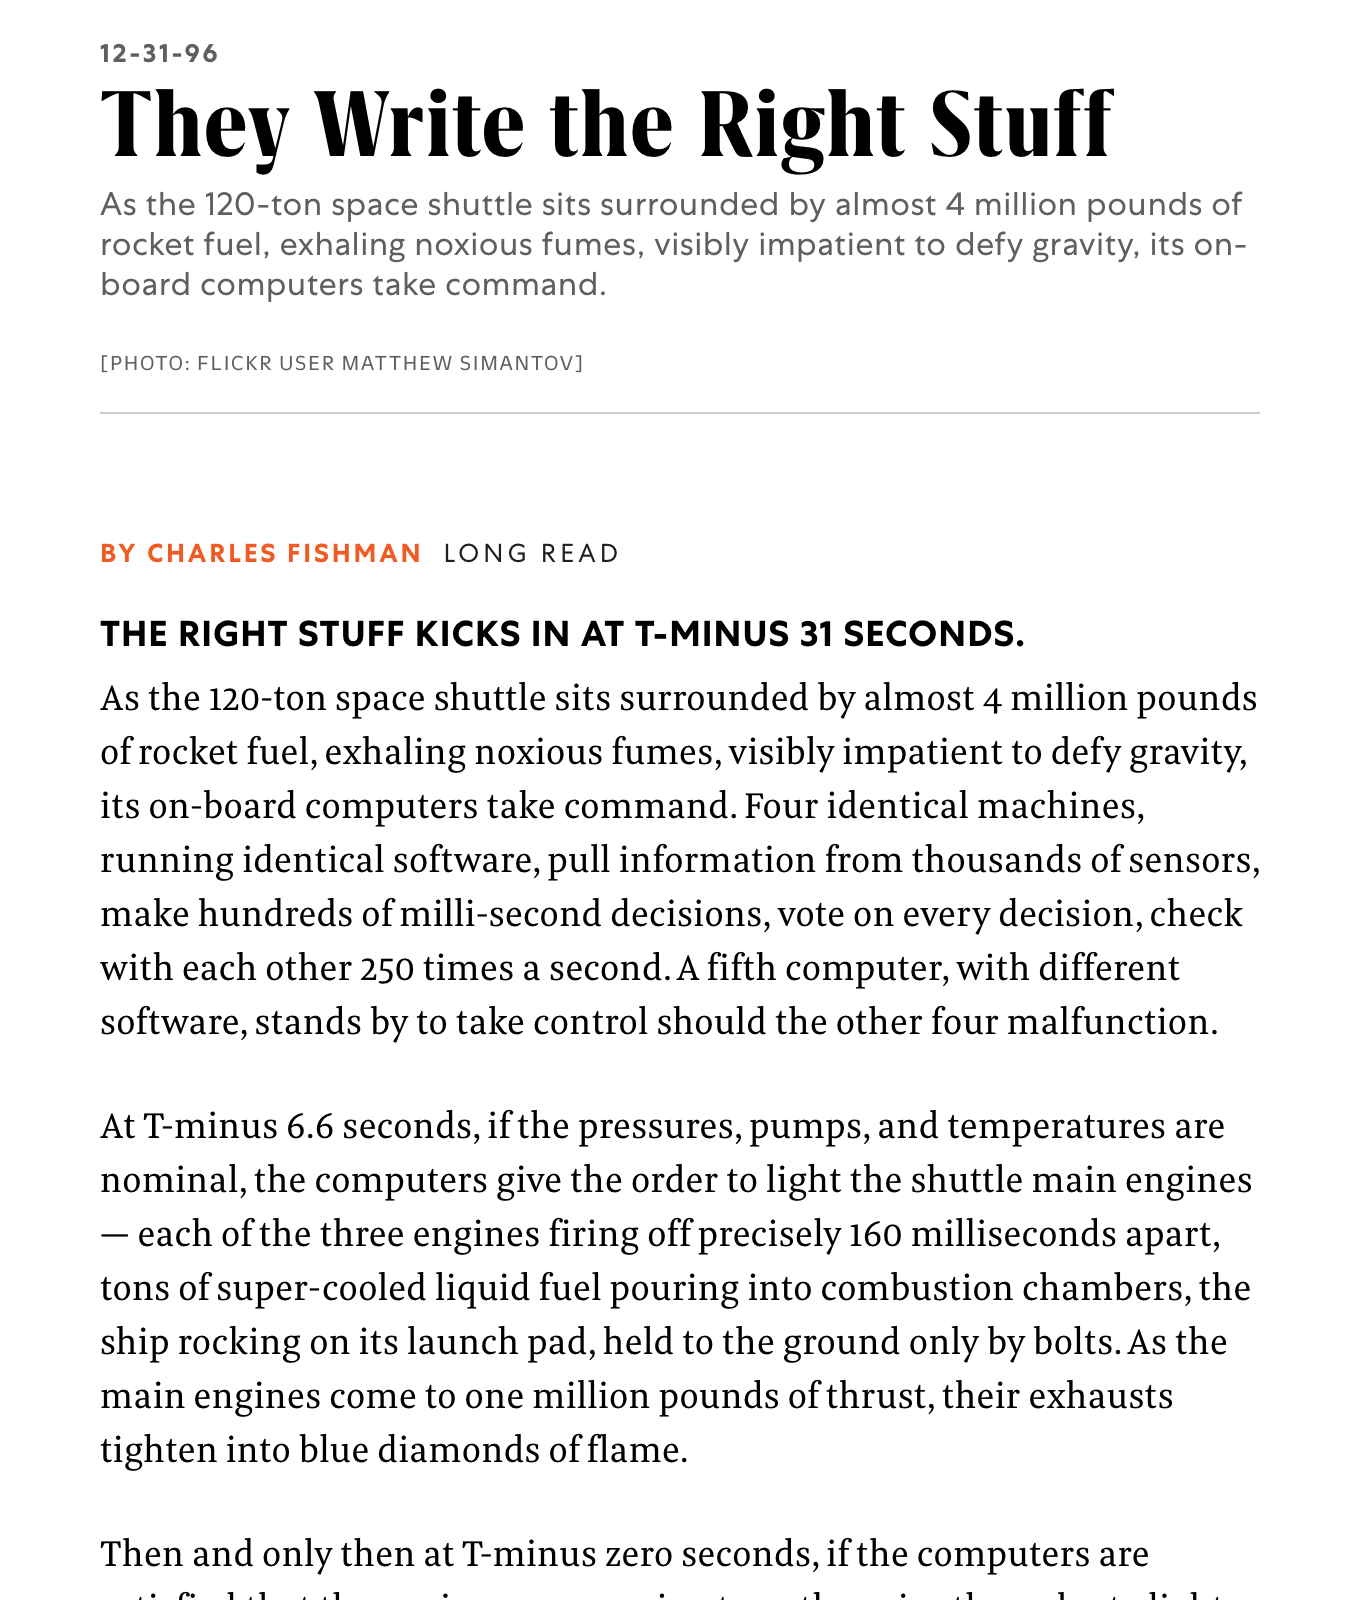 12-31-96
They Write the Right Stuff
As the 120-ton space shuttle sits surrounded by almost 4 million pounds of
rocket fuel, exhaling noxious fumes, visibly impatient to defy gravity, its on-
board computers take command.
[PHOTO: FLICKR USER MATTHEW SIMANTOV]
BY CHARLES FISHMAN LONG READ
THE RIGHT STUFF KICKS IN AT T-MINUS 31 SECONDS.
As the 120-ton space shuttle sits surrounded by almost 4 million pounds
of rocket fuel, exhaling noxious fumes, visibly impatient to defy gravity,
its on-board computers take command. Four identical machines,
running identical software, pull information from thousands of sensors,
make hundreds of milli-second decisions, vote on every decision, check
with each other 250 times a second. A fifth computer, with different
software, stands by to take control should the other four malfunction.
At T-minus 6.6 seconds, if the pressures, pumps, and temperatures are
nominal, the computers give the order to light the shuttle main engines
— each of the three engines firing off precisely 160 milliseconds apart,
tons of super-cooled liquid fuel pouring into combustion chambers, the
ship rocking on its launch pad, held to the ground only by bolts. As the
main engines come to one million pounds of thrust, their exhausts
tighten into blue diamonds of flame.
Then and only then at T-minus zero seconds, if the computers are